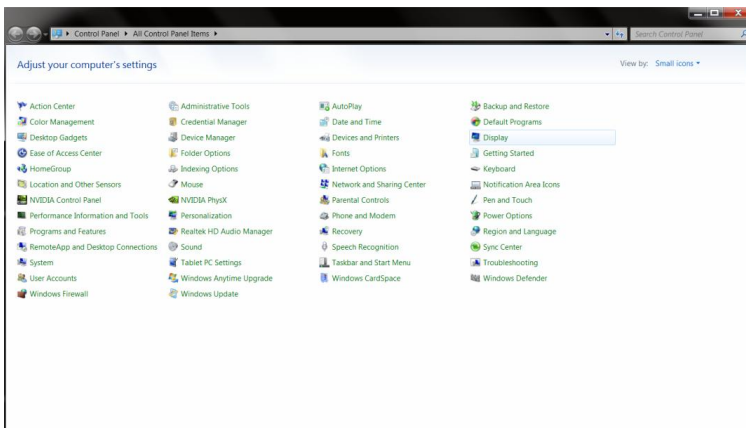 Control Panel ▸ All Control Panel Items ▸
Search Control Panel
Adjust your computer's settings
View by: Small icons
Action Center
Administrative Tools
AutoPlay
Backup and Restore
Color Management
Credential Manager
Date and Time
Default Programs
Desktop Gadgets
Device Manager
Devices and Printers
Display
Ease of Access Center
Folder Options
Fonts
Getting Started
HomeGroup
Indexing Options
Internet Options
Keyboard
Location and Other Sensors
Mouse
Network and Sharing Center
Notification Area Icons
NVIDIA Control Panel
NVIDIA PhysX
Parental Controls
Pen and Touch
Performance Information and Tools
Personalization
Phone and Modem
Power Options
Programs and Features
Realtek HD Audio Manager
Recovery
Region and Language
RemoteApp and Desktop Connections
Sound
Speech Recognition
Sync Center
System
Tablet PC Settings
Taskbar and Start Menu
Troubleshooting
User Accounts
Windows Anytime Upgrade
Windows CardSpace
Windows Defender
Windows Firewall
Windows Update